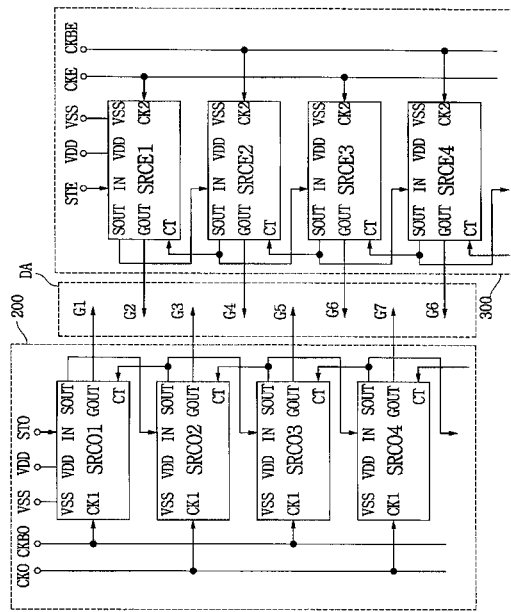 200
DA
CKO
CKBO
VSS
VDD
STO
STE
VDD
VSS
CKE
CKBE
VSS VDD IN SOUT
SRCO1
CK1 GOUT
CT
G1
SOUT IN VDD VSS
SRCE1
GOUT CK2
CT
G2
VSS VDD IN SOUT
SRCO2
CK1 GOUT
CT
G3
SOUT IN VDD VSS
SRCE2
GOUT CK2
CT
G4
VSS VDD IN SOUT
SRCO3
CK1 GOUT
CT
G5
SOUT IN VDD VSS
SRCE3
GOUT CK2
CT
G6
VSS VDD IN SOUT
SRCO4
CK1 GOUT
CT
G7
SOUT IN VDD VSS
SRCE4
GOUT CK2
CT
G6
300